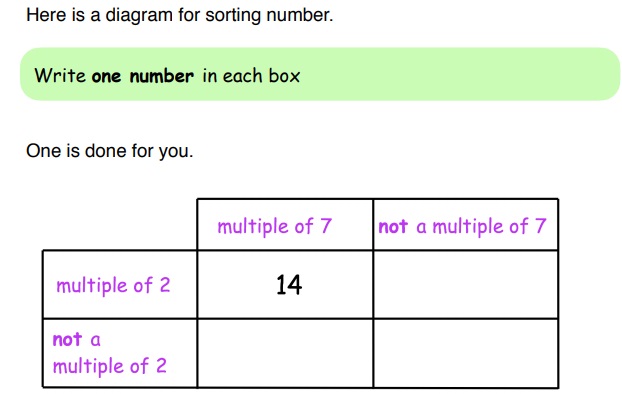 Here is a diagram for sorting number.
Write one number in each box
One is done for you.
multiple of 7
not a multiple of 7
multiple of 2
14
not a
multiple of 2